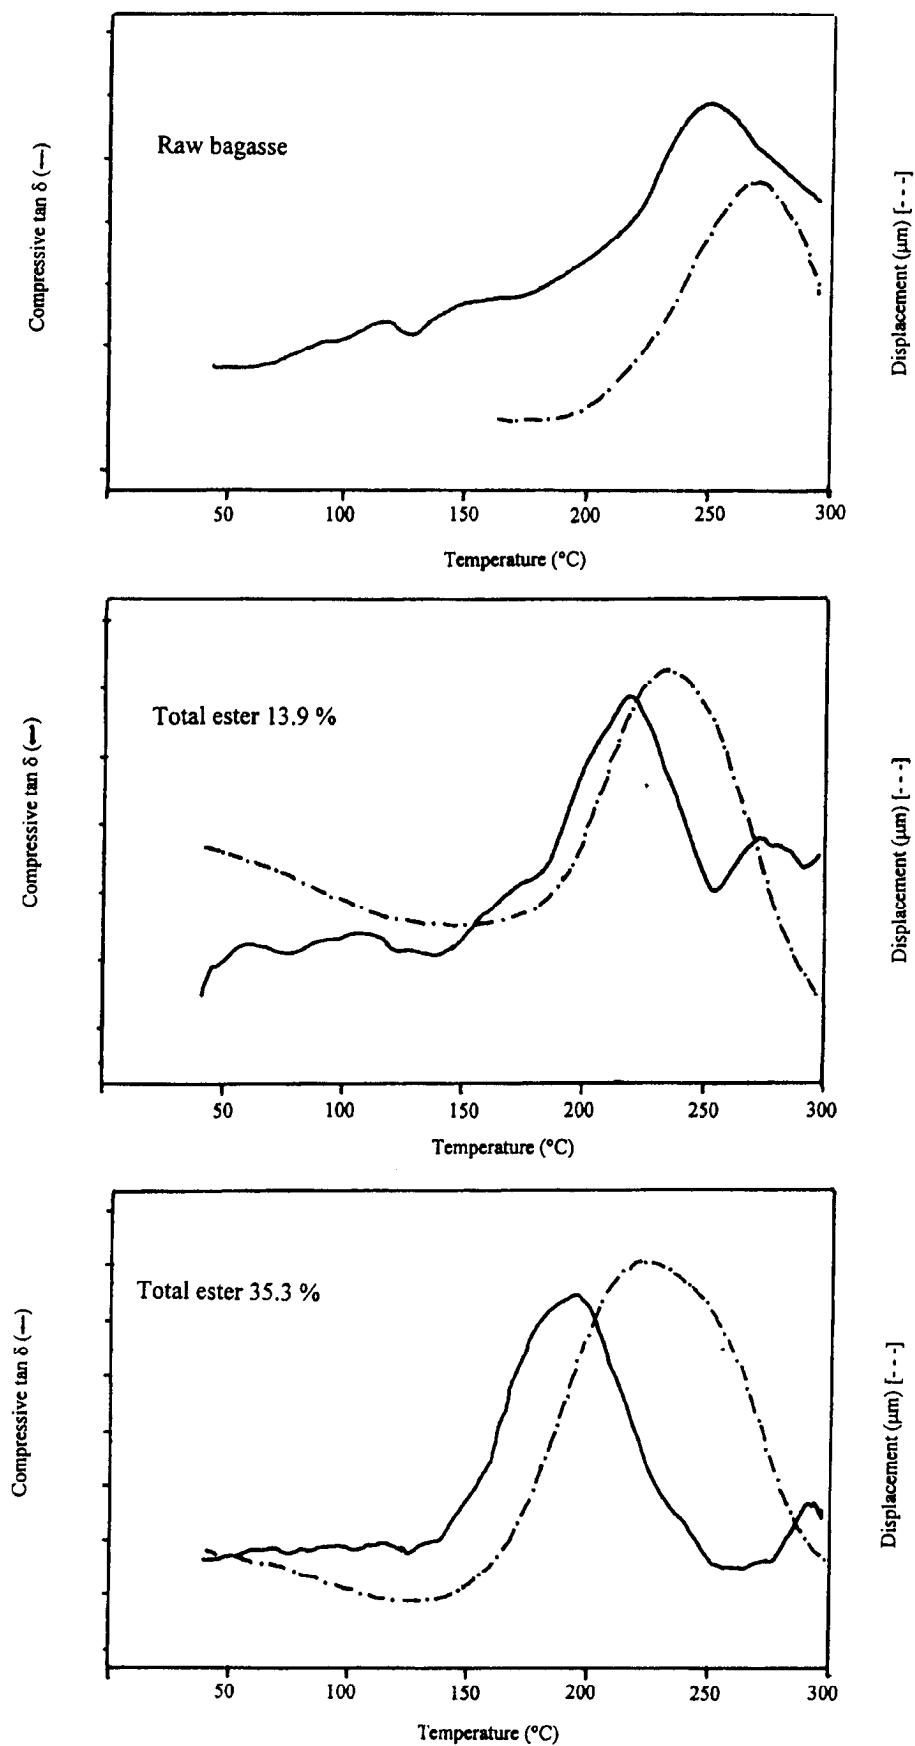 Raw bagasse
Compressive tan δ (—)
Displacement (μm) [- - -]
50 100 150 200 250 300
Temperature (°C)
Total ester 13.9 %
Compressive tan δ (—)
Displacement (μm) [- - -]
50 100 150 200 250 300
Temperature (°C)
Total ester 35.3 %
Compressive tan δ (—)
Displacement (μm) [- - -]
50 100 150 200 250 300
Temperature (°C)